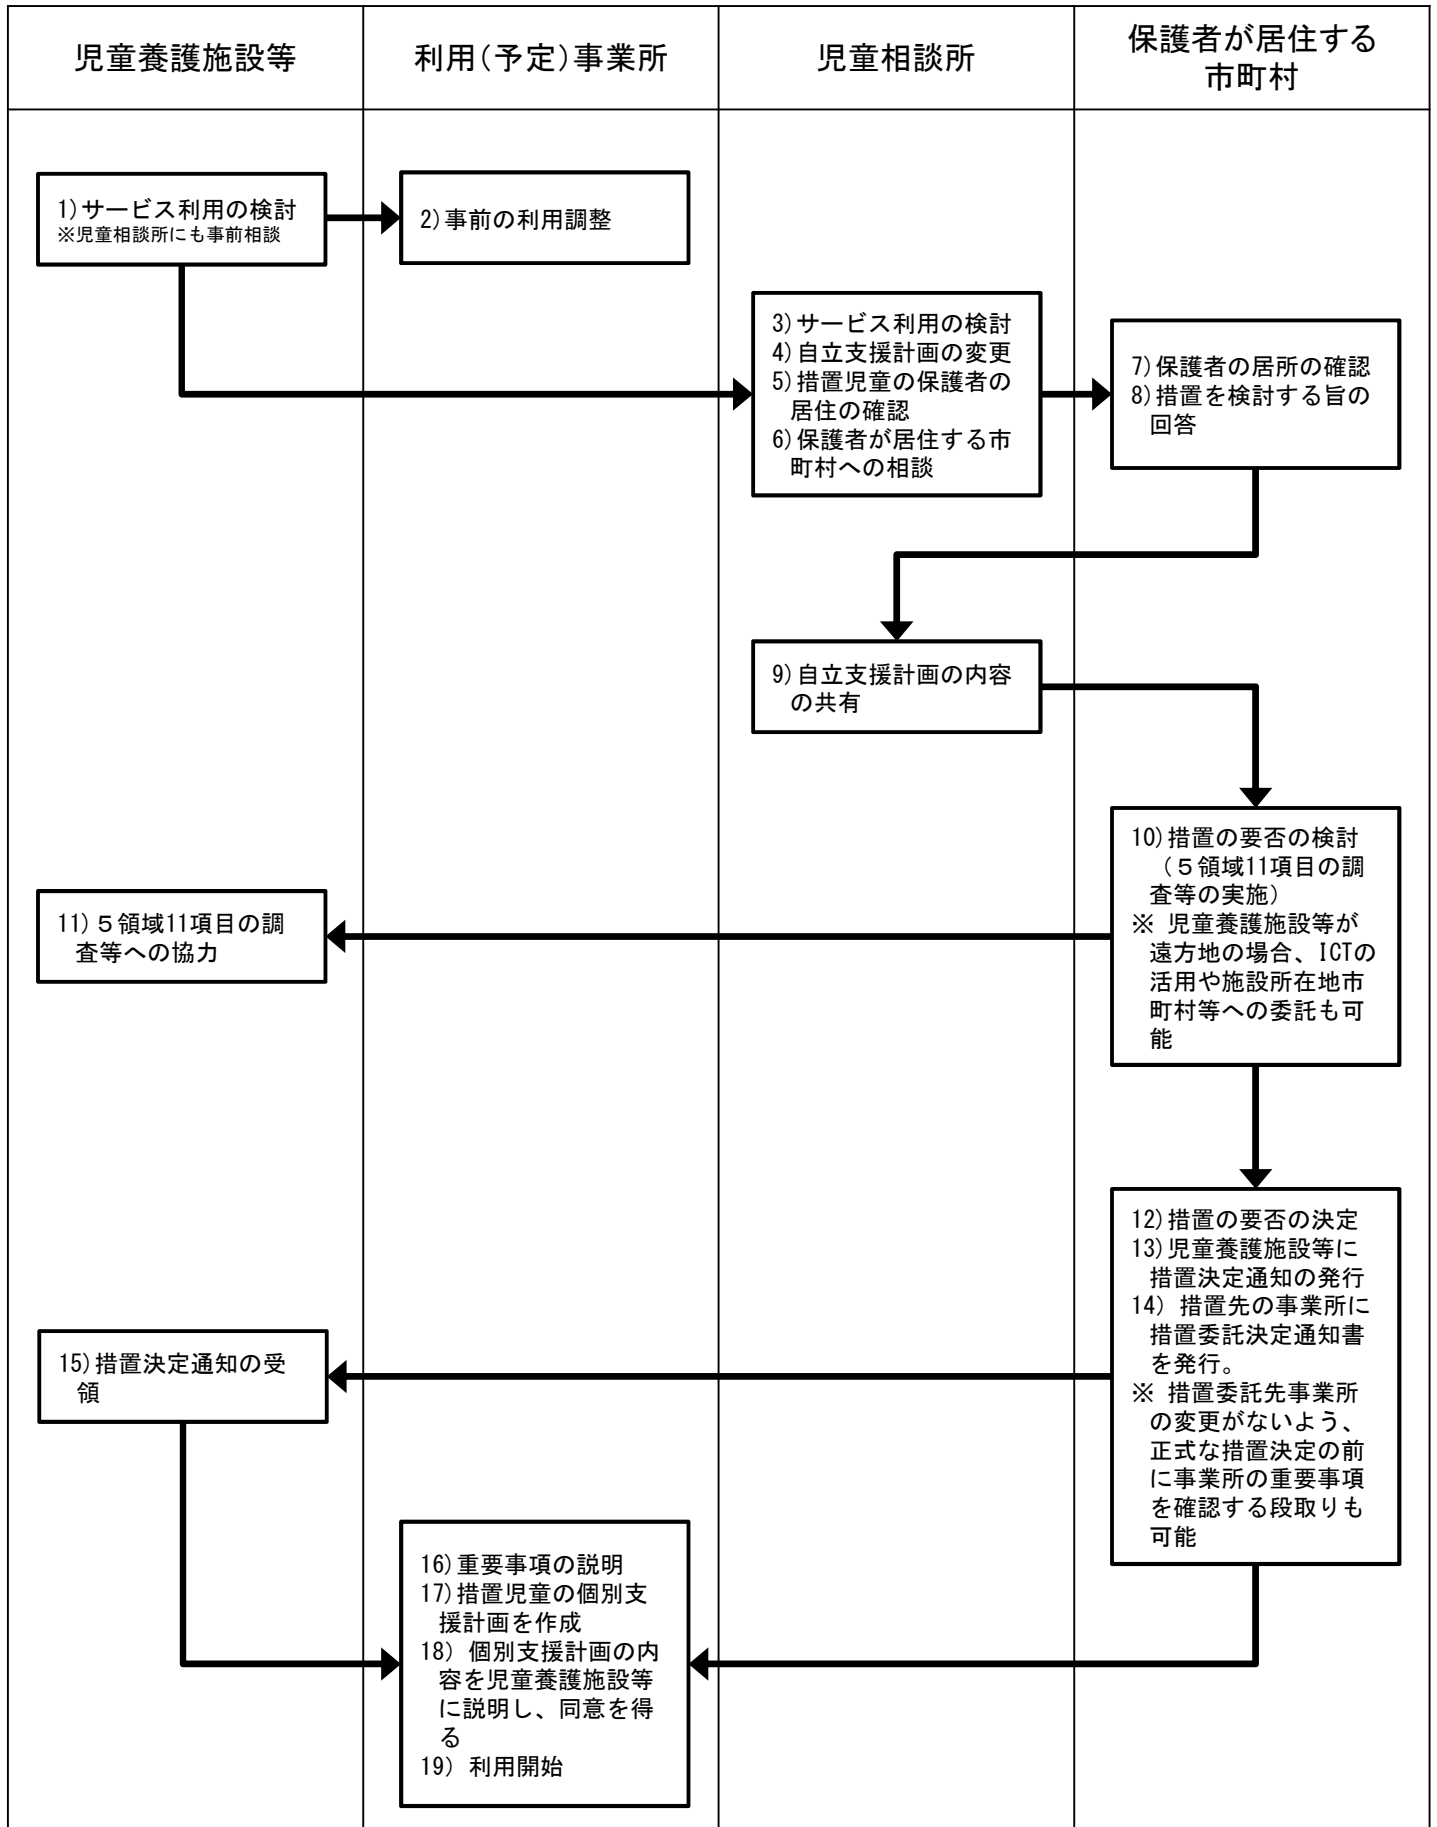 児童養護施設等
利用(予定)事業所
児童相談所
保護者が居住する
市町村
1)サービス利用の検討
※児童相談所にも事前相談
2)事前の利用調整
3)サービス利用の検討
4)自立支援計画の変更
5)措置児童の保護者の
居住の確認
6)保護者が居住する市
町村への相談
7)保護者の居所の確認
8)措置を検討する旨の
回答
9)自立支援計画の内容
の共有
10)措置の要否の検討
(5領域11項目の調
査等の実施)
※ 児童養護施設等が
遠方地の場合、ICTの
活用や施設所在地市
町村等への委託も可
能
11)5領域11項目の調
査等への協力
12)措置の要否の決定
13)児童養護施設等に
措置決定通知の発行
14) 措置先の事業所に
措置委託決定通知書
を発行。
※ 措置委託先事業所
の変更がないよう、
正式な措置決定の前
に事業所の重要事項
を確認する段取りも
可能
15)措置決定通知の受
領
16)重要事項の説明
17)措置児童の個別支
援計画を作成
18) 個別支援計画の内
容を児童養護施設等
に説明し、同意を得
る
19) 利用開始